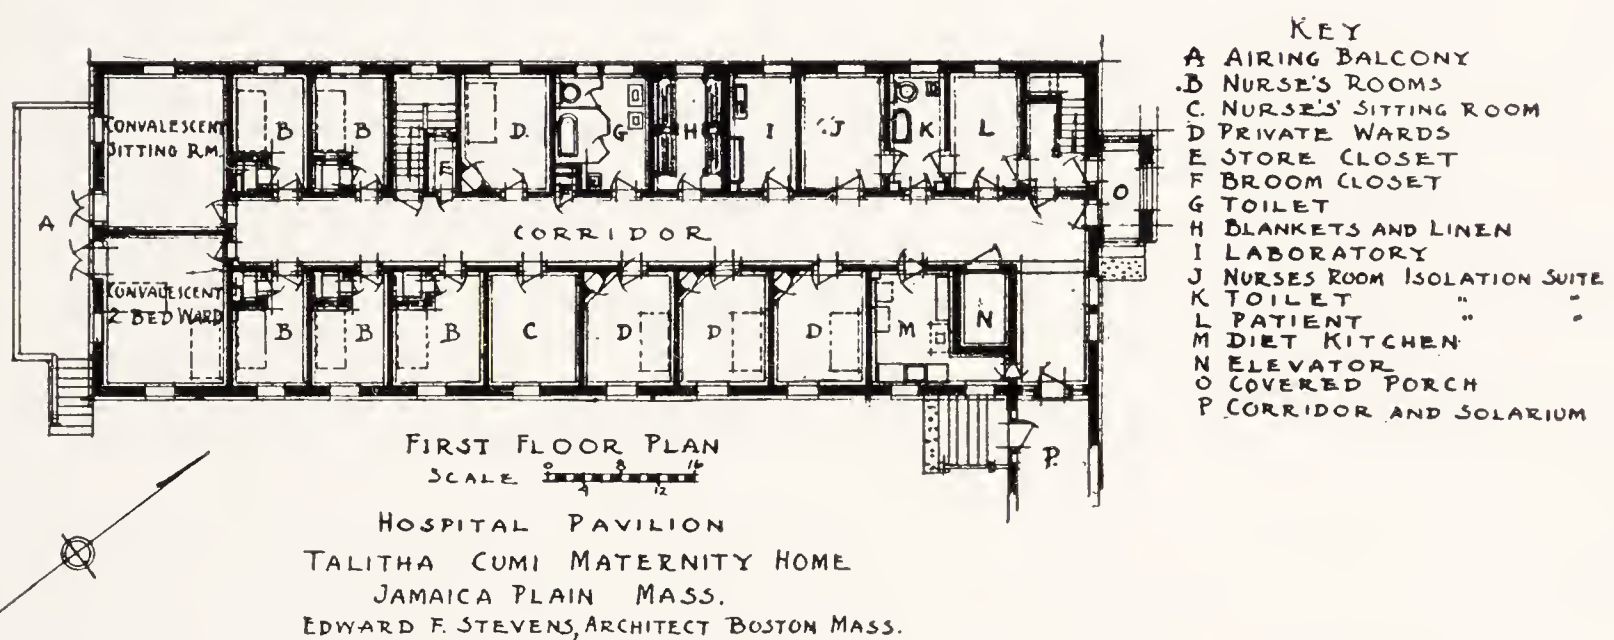 KEY
A AIRING BALCONY
B NURSE'S ROOMS
C NURSE'S' SITTING ROOM
D PRIVATE WARDS
E STORE CLOSET
F BROOM CLOSET
G TOILET
H BLANKETS AND LINEN
I LABORATORY
J NURSES ROOM ISOLATION SUITE
K TOILET " "
L PATIENT " "
M DIET KITCHEN
N ELEVATOR
O COVERED PORCH
P CORRIDOR AND SOLARIUM
CONVALESCENT
SITTING RM.
B
B
D
G
H
I
J
K
L
O
A
CORRIDOR
CONVALESCENT
2 BED WARD
B
B
B
C
D
D
D
M
N
P.
FIRST FLOOR PLAN
SCALE 0 4 8 12 16
HOSPITAL PAVILION
TALITHA CUMI MATERNITY HOME
JAMAICA PLAIN MASS.
EDWARD F. STEVENS, ARCHITECT BOSTON MASS.